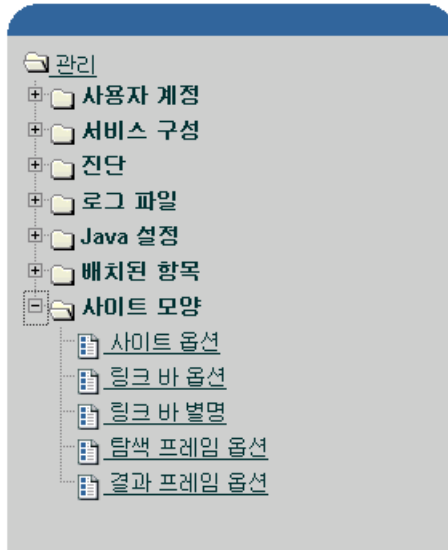 관리
사용자 계정
서비스 구성
진단
로그 파일
Java 설정
배치된 항목
사이트 모양
사이트 옵션
링크 바 옵션
링크 바 별명
탐색 프레임 옵션
결과 프레임 옵션